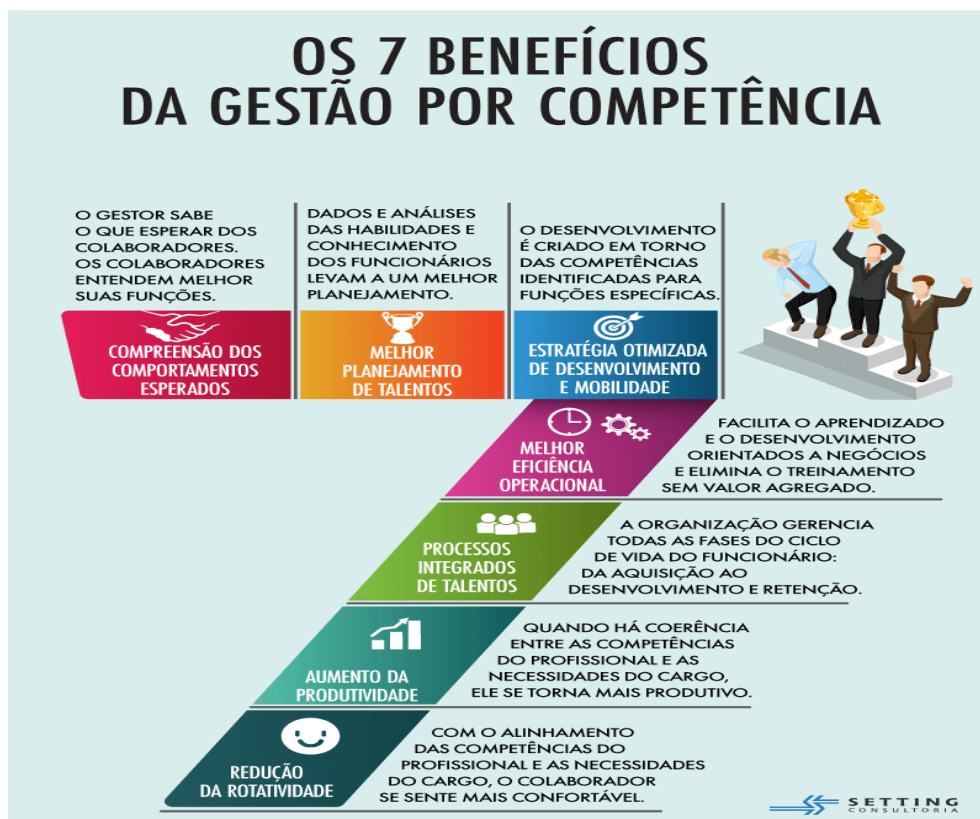 OS 7 BENEFÍCIOS
DA GESTÃO POR COMPETÊNCIA
O GESTOR SABE
O QUE ESPERAR DOS
COLABORADORES.
OS COLABORADORES
ENTENDEM MELHOR
SUAS FUNÇÕES.
COMPREENSÃO DOS
COMPORTAMENTOS
ESPERADOS
DADOS E ANÁLISES
DAS HABILIDADES E
CONHECIMENTO
DOS FUNCIONÁRIOS
LEVAM A UM MELHOR
PLANEJAMENTO.
MELHOR
PLANEJAMENTO
DE TALENTOS
O DESENVOLVIMENTO
É CRIADO EM TORNO
DAS COMPETÊNCIAS
IDENTIFICADAS PARA
FUNÇÕES ESPECÍFICAS.
ESTRATÉGIA OTIMIZADA
DE DESENVOLVIMENTO
E MOBILIDADE
MELHOR
EFICIÊNCIA
OPERACIONAL
FACILITA O APRENDIZADO
E O DESENVOLVIMENTO
ORIENTADOS A NEGÓCIOS
E ELIMINA O TREINAMENTO
SEM VALOR AGREGADO.
PROCESSOS
INTEGRADOS
DE TALENTOS
A ORGANIZAÇÃO GERENCIA
TODAS AS FASES DO CICLO
DE VIDA DO FUNCIONÁRIO:
DA AQUISIÇÃO AO
DESENVOLVIMENTO E RETENÇÃO.
AUMENTO DA
PRODUTIVIDADE
QUANDO HÁ COERÊNCIA
ENTRE AS COMPETÊNCIAS
DO PROFISSIONAL E AS
NECESSIDADES DO CARGO,
ELE SE TORNA MAIS PRODUTIVO.
REDUÇÃO
DA ROTATIVIDADE
COM O ALINHAMENTO
DAS COMPETÊNCIAS DO
PROFISSIONAL E AS NECESSIDADES
DO CARGO, O COLABORADOR
SE SENTE MAIS CONFORTÁVEL.
SETTING
CONSULTORIA